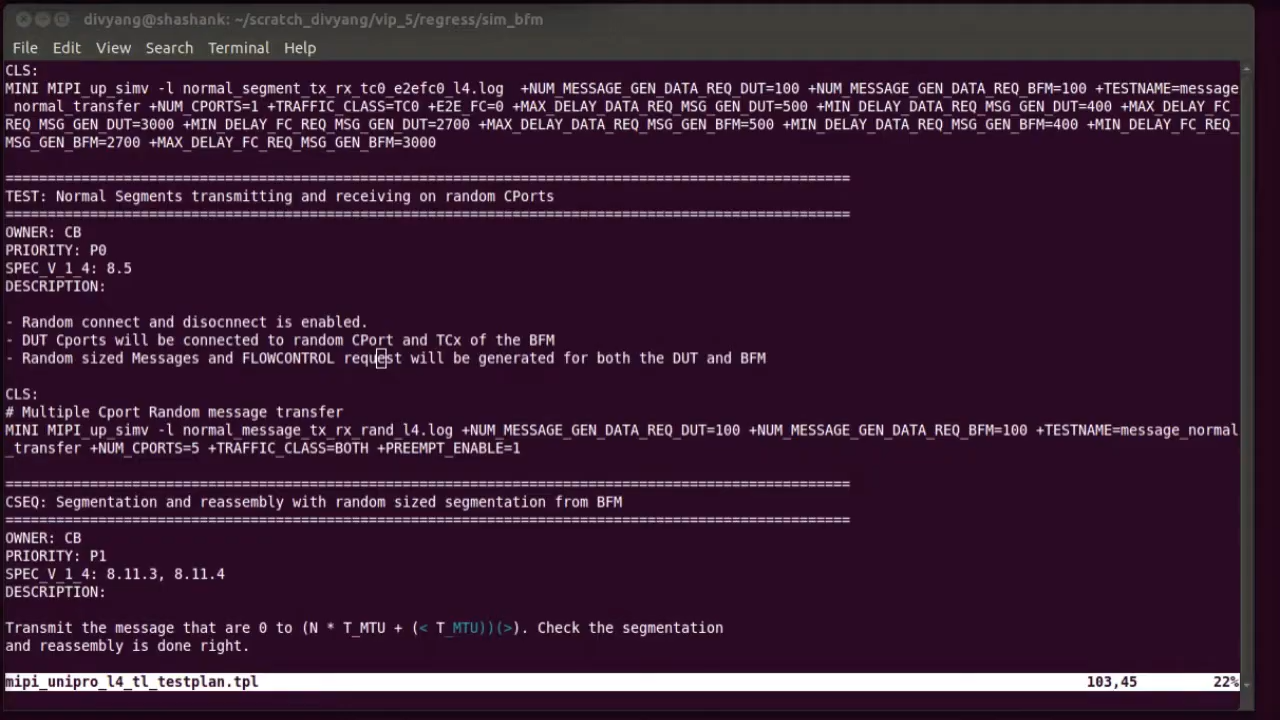 divyang@shashank: ~/scratch_divyang/vip_5/regress/sim_bfm
File Edit View Search Terminal Help
CLS:
MINI MIPI_up_simv -l normal_segment_tx_rx_tc0_e2efc0_l4.log  +NUM_MESSAGE_GEN_DATA_REQ_DUT=100 +NUM_MESSAGE_GEN_DATA_REQ_BFM=100 +TESTNAME=message
_normal_transfer +NUM_CPORTS=1 +TRAFFIC_CLASS=TC0 +E2E_FC=0 +MAX_DELAY_DATA_REQ_MSG_GEN_DUT=500 +MIN_DELAY_DATA_REQ_MSG_GEN_DUT=400 +MAX_DELAY_FC_
REQ_MSG_GEN_DUT=3000 +MIN_DELAY_FC_REQ_MSG_GEN_DUT=2700 +MAX_DELAY_DATA_REQ_MSG_GEN_BFM=500 +MIN_DELAY_DATA_REQ_MSG_GEN_BFM=400 +MIN_DELAY_FC_REQ_
MSG_GEN_BFM=2700 +MAX_DELAY_FC_REQ_MSG_GEN_BFM=3000
====================================================================================================
TEST: Normal Segments transmitting and receiving on random CPorts
====================================================================================================
OWNER: CB
PRIORITY: P0
SPEC_V_1_4: 8.5
DESCRIPTION:
- Random connect and disocnnect is enabled.
- DUT Cports will be connected to random CPort and TCx of the BFM
- Random sized Messages and FLOWCONTROL request will be generated for both the DUT and BFM
CLS:
# Multiple Cport Random message transfer
MINI MIPI_up_simv -l normal_message_tx_rx_rand_l4.log +NUM_MESSAGE_GEN_DATA_REQ_DUT=100 +NUM_MESSAGE_GEN_DATA_REQ_BFM=100 +TESTNAME=message_normal
_transfer +NUM_CPORTS=5 +TRAFFIC_CLASS=BOTH +PREEMPT_ENABLE=1
====================================================================================================
CSEQ: Segmentation and reassembly with random sized segmentation from BFM
====================================================================================================
OWNER: CB
PRIORITY: P1
SPEC_V_1_4: 8.11.3, 8.11.4
DESCRIPTION:
Transmit the message that are 0 to (N * T_MTU + (< T_MTU))(>). Check the segmentation
and reassembly is done right.
mipi_unipro_l4_tl_testplan.tpl 103,45 22%